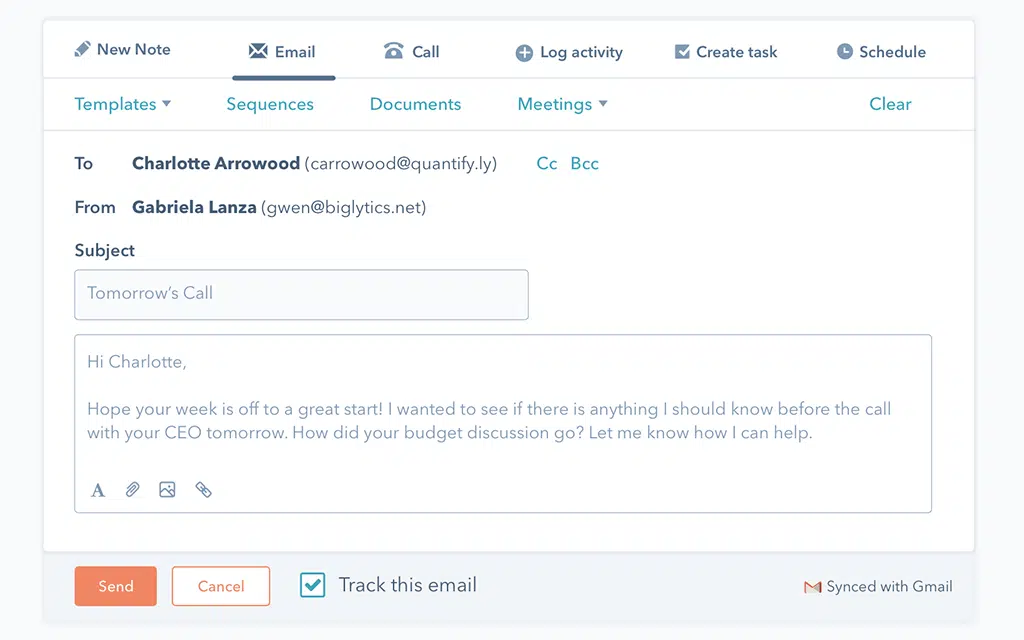 New Note Email Call Log activity Create task Schedule
Templates Sequences Documents Meetings Clear
To Charlotte Arrowood (carrowood@quantify.ly) Cc Bcc
From Gabriela Lanza (gwen@biglytics.net)
Subject
Tomorrow's Call
Hi Charlotte,
Hope your week is off to a great start! I wanted to see if there is anything I should know before the call
with your CEO tomorrow. How did your budget discussion go? Let me know how I can help.
A
Send Cancel Track this email Synced with Gmail